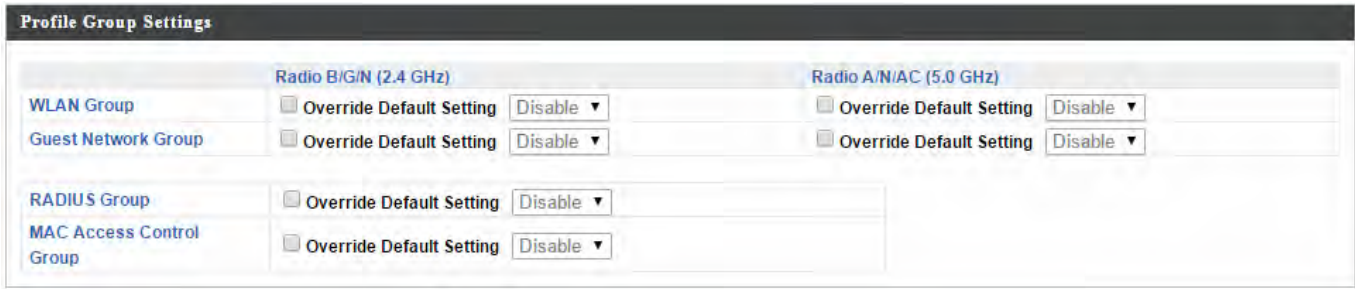 Profile Group Settings
Radio B/G/N (2.4 GHz) Radio A/N/AC (5.0 GHz)
WLAN Group Override Default Setting Disable Override Default Setting Disable
Guest Network Group Override Default Setting Disable Override Default Setting Disable
RADIUS Group Override Default Setting Disable
MAC Access Control
Group Override Default Setting Disable